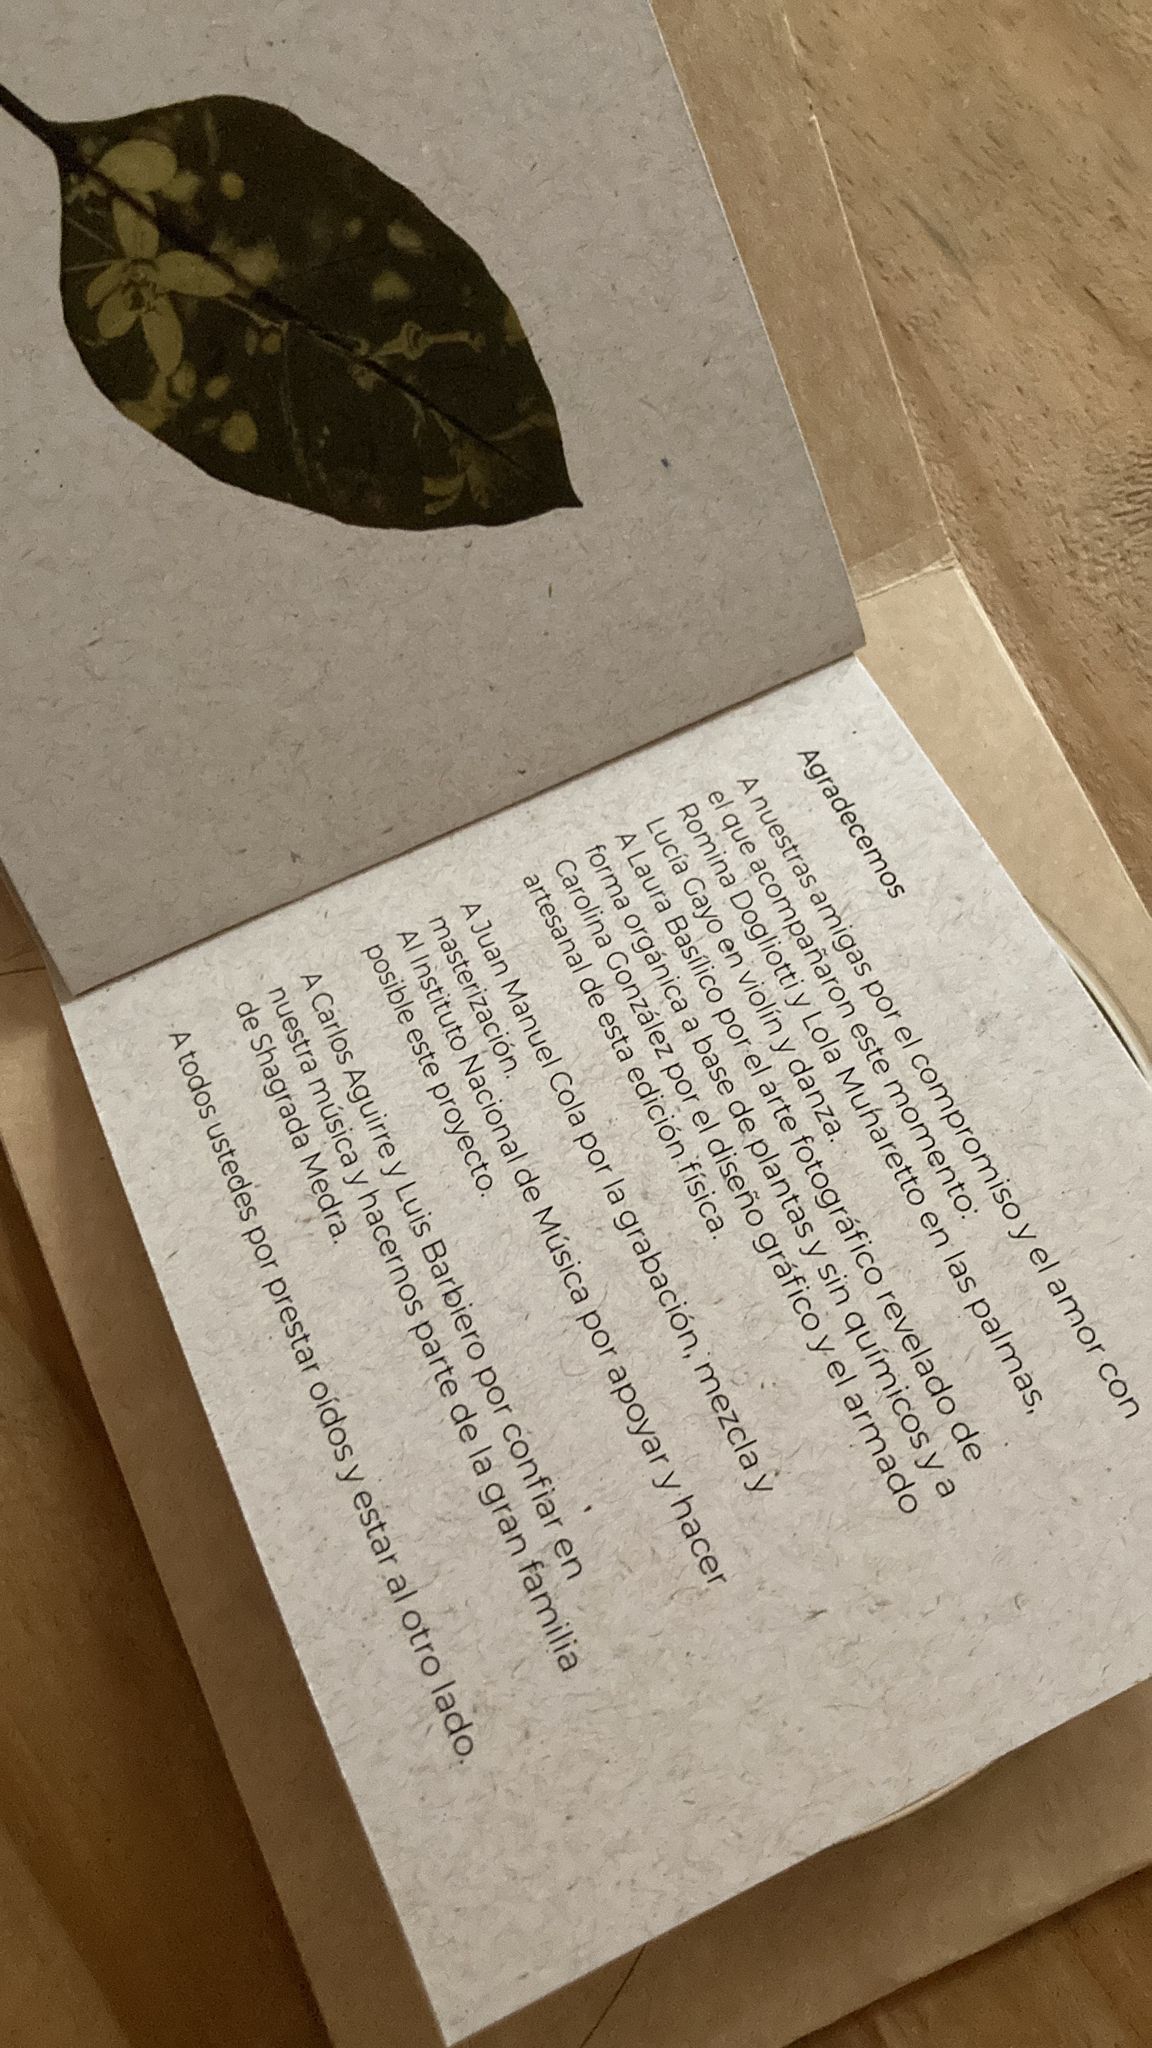 Agradecemos
A nuestras amigas por el compromiso y el amor con
el que acompañaron este momento:
Romina Dogliotti y Lola Muharetto en las palmas,
Lucía Gayo en violín y danza.
A Laura Basílico por el arte fotográfico revelado de
forma orgánica a base de plantas y sin químicos y a
Carolina González por el diseño gráfico y el armado
artesanal de esta edición física.
A Juan Manuel Cola por la grabación, mezcla y
masterización.
Al Instituto Nacional de Música por apoyar y hacer
posible este proyecto.
A Carlos Aguirre y Luis Barbiero por confiar en
nuestra música y hacernos parte de la gran familia
de Shagrada Medra.
A todos ustedes por prestar oídos y estar al otro lado.